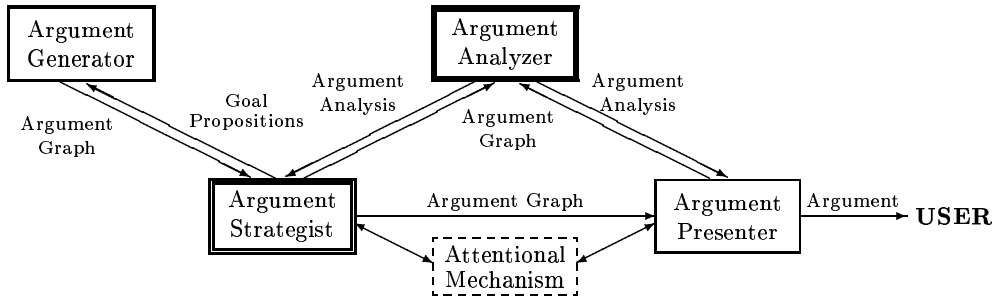 Argument
Generator
Argument
Analyzer
Argument
Analysis
Argument
Analysis
Goal
Propositions
Argument
Graph
Argument
Graph
Argument
Strategist
Argument Graph
Argument
Presenter
Argument
USER
Attentional
Mechanism